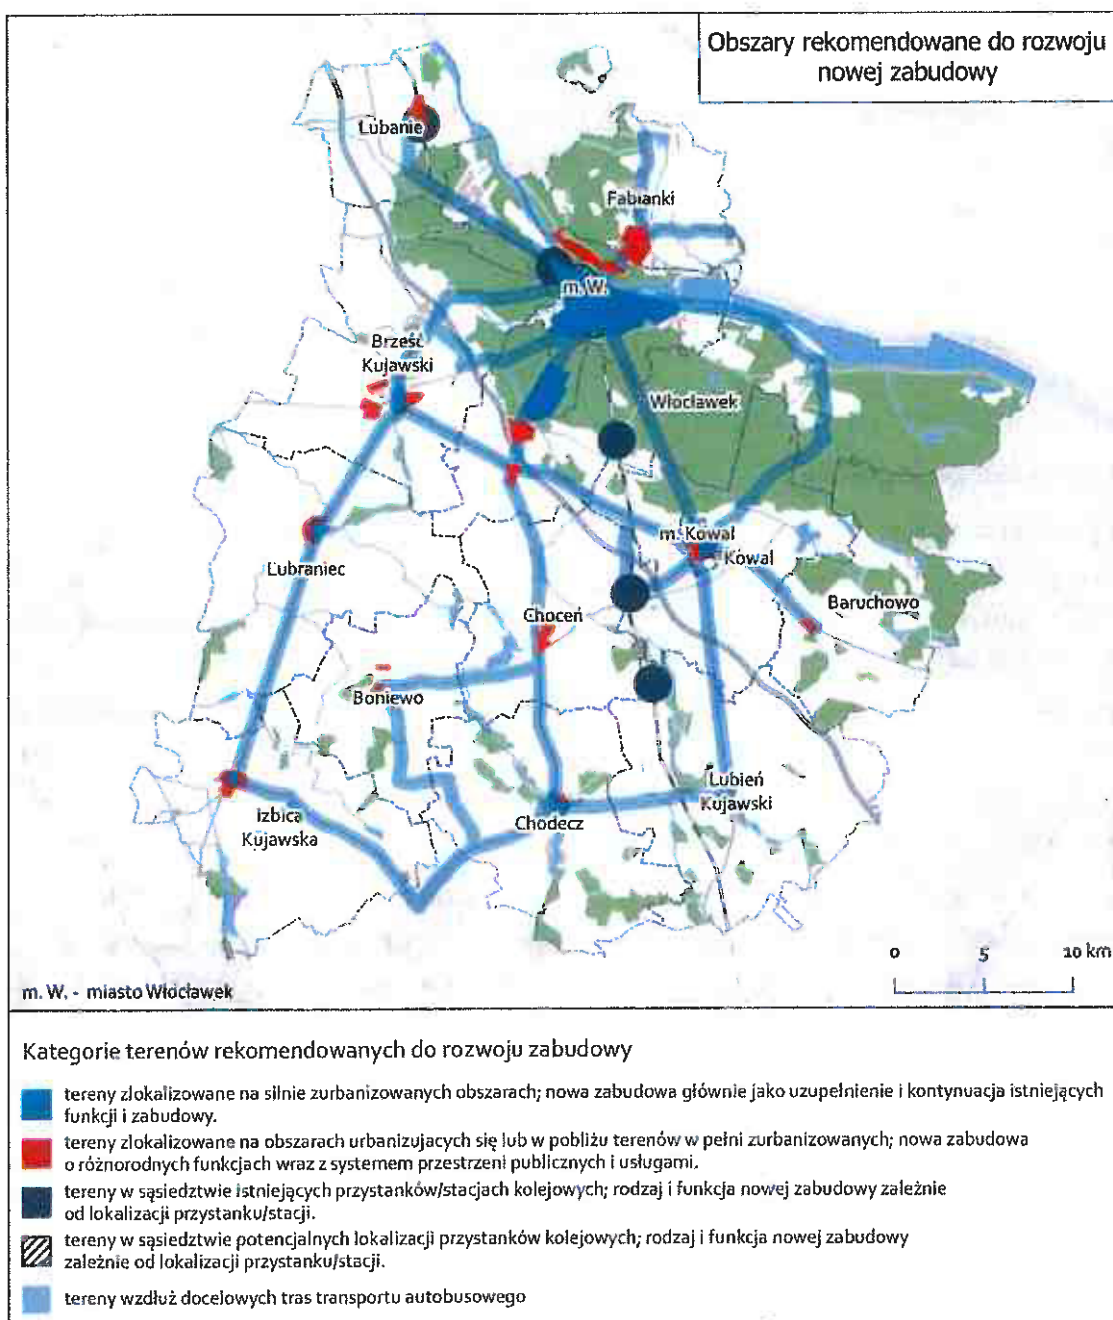 Obszary rekomendowane do rozwoju
nowej zabudowy
Lubanie
Fabianki
m. W.
Brześć
Kujawski
Włocławek
m. Kowal
Kowal
Lubraniec
Baruchowo
Choceń
Boniewo
Lubień
Kujawski
Izbica
Kujawska
Chodecz
0 5 10 km
m. W. - miasto Włocławek
Kategorie terenów rekomendowanych do rozwoju zabudowy
tereny zlokalizowane na silnie zurbanizowanych obszarach; nowa zabudowa głównie jako uzupełnienie i kontynuacja istniejących
funkcji i zabudowy.
tereny zlokalizowane na obszarach urbanizujacych się lub w pobliżu terenów w pełni zurbanizowanych; nowa zabudowa
o różnorodnych funkcjach wraz z systemem przestrzeni publicznych i usługami.
tereny w sąsiedztwie istniejących przystanków/stacjach kolejowych; rodzaj i funkcja nowej zabudowy zależnie
od lokalizacji przystanku/stacji.
tereny w sąsiedztwie potencjalnych lokalizacji przystanków kolejowych; rodzaj i funkcja nowej zabudowy
zależnie od lokalizacji przystanku/stacji.
tereny wzdłuż docelowych tras transportu autobusowego